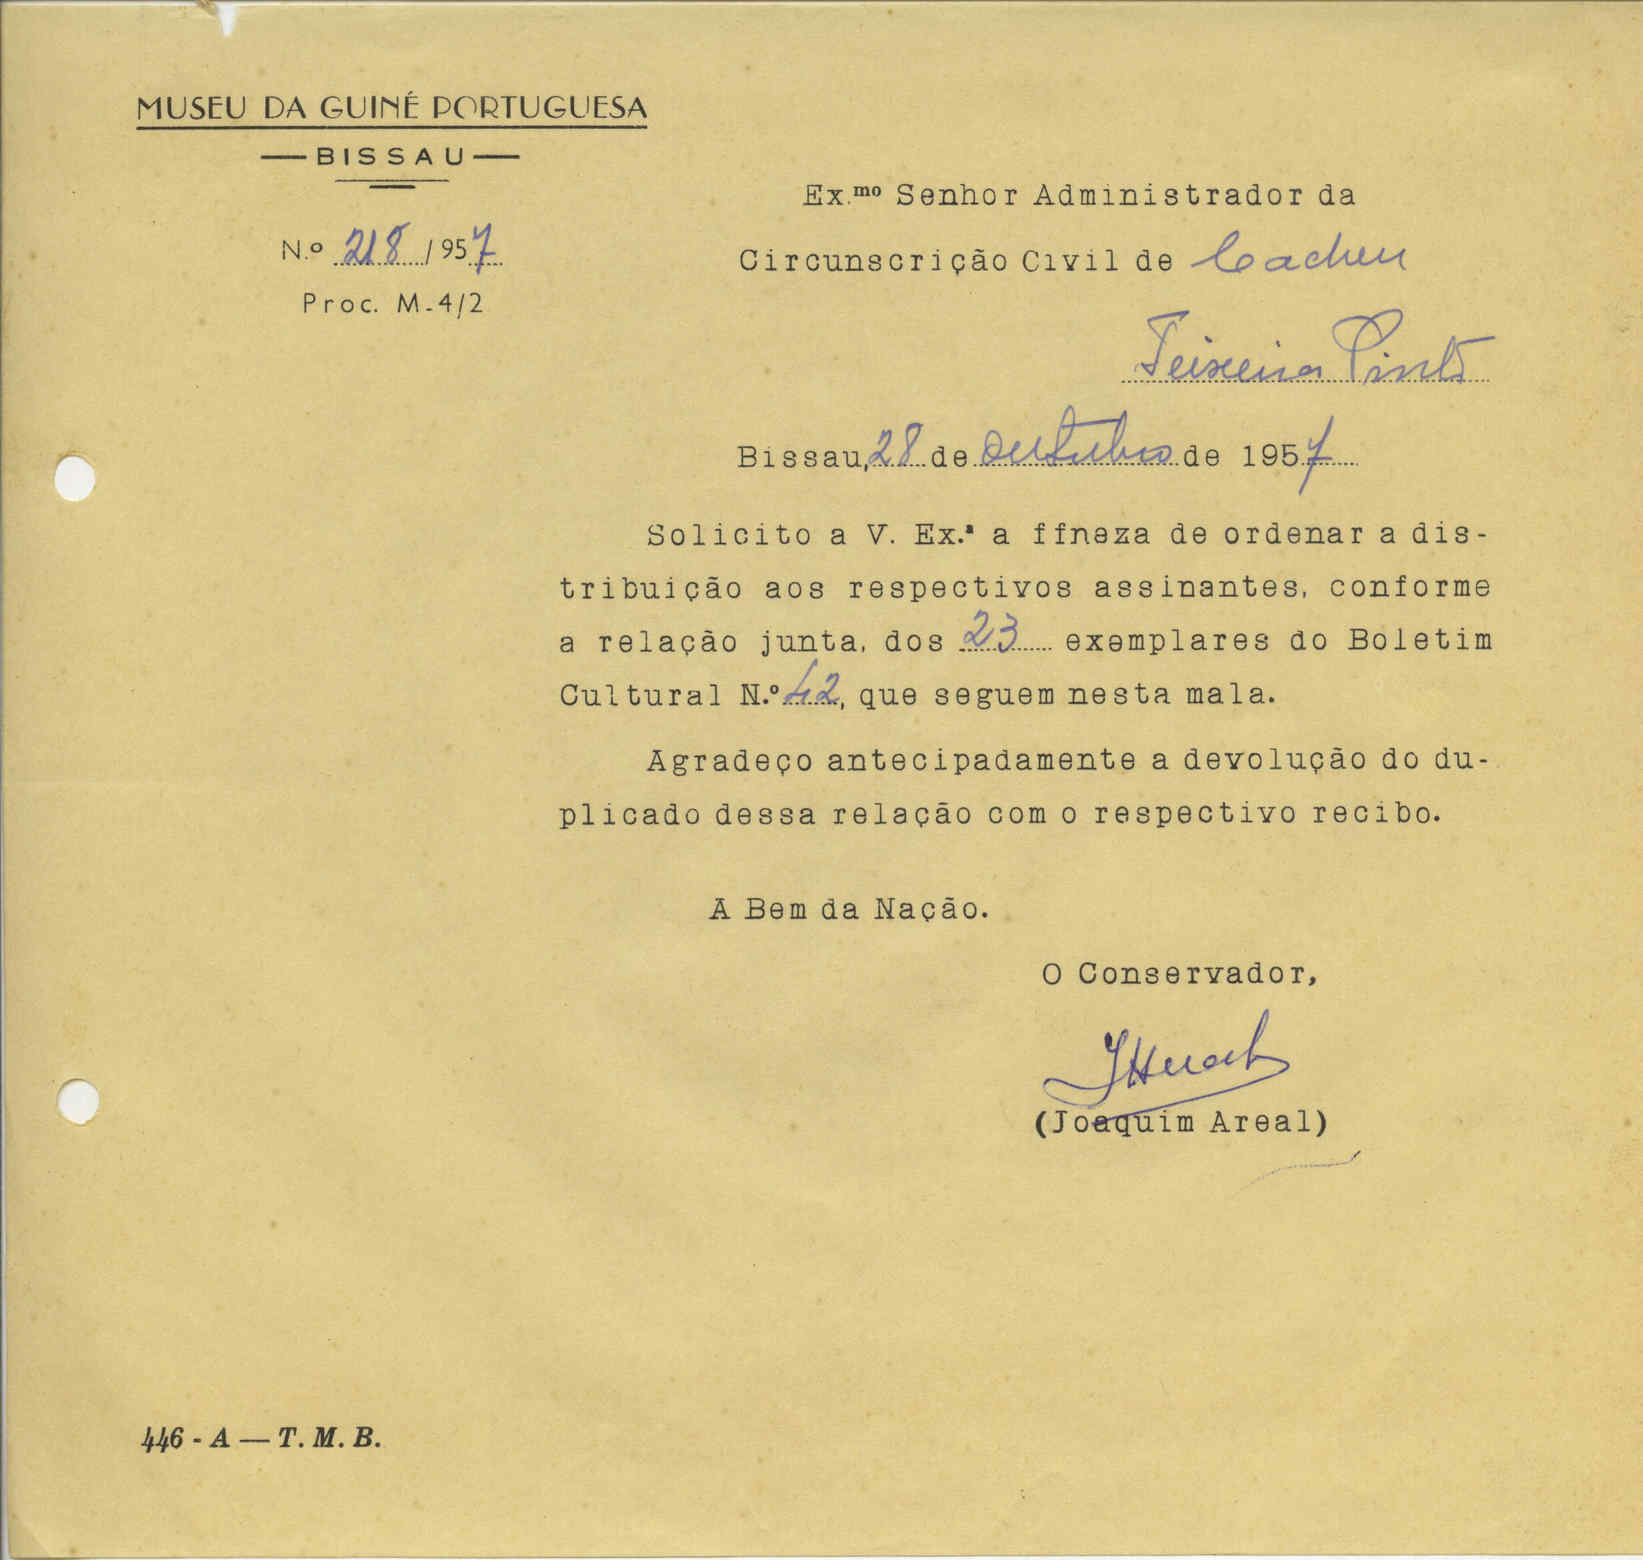 MUSEU DA GUINÉ PORTUGUESA
— BISSAU —
N.º 218 / 957
Proc. M-4/2
Ex.mo Senhor Administrador da
Circunscrição Civil de Cacheu
Teixeira Pinto
Bissau, 28 de outubro de 1957
Solicito a V. Ex.ª a ffneza de ordenar a dis-
tribuição aos respectivos assinantes, conforme
a relação junta, dos 23 exemplares do Boletim
Cultural N.º 42, que seguem nesta mala.
Agradeço antecipadamente a devolução do du-
plicado dessa relação com o respectivo recibo.
A Bem da Nação.
O Conservador,
(Joaquim Areal)
446 - A — T. M. B.